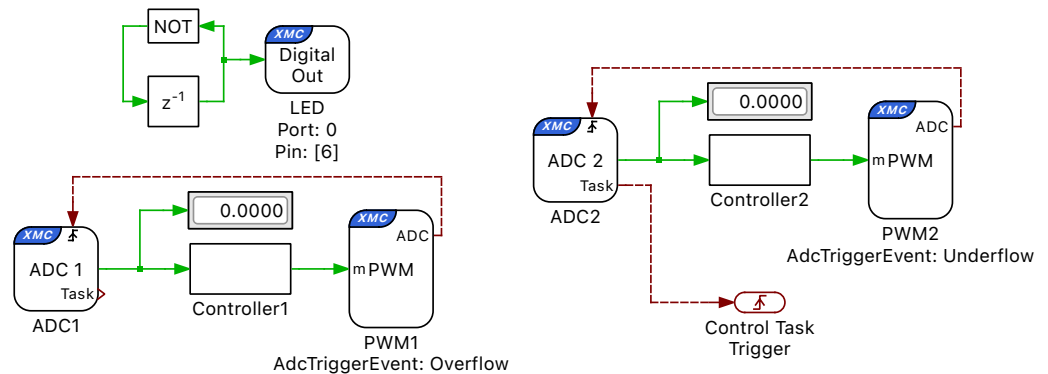 NOT
z⁻¹
XMC
Digital
Out
LED
Port: 0
Pin: [6]
XMC
ADC 1
Task
ADC1
0.0000
Controller1
XMC
ADC
m PWM
PWM1
AdcTriggerEvent: Overflow
XMC
ADC 2
Task
ADC2
0.0000
Controller2
XMC
ADC
m PWM
PWM2
AdcTriggerEvent: Underflow
Control Task
Trigger